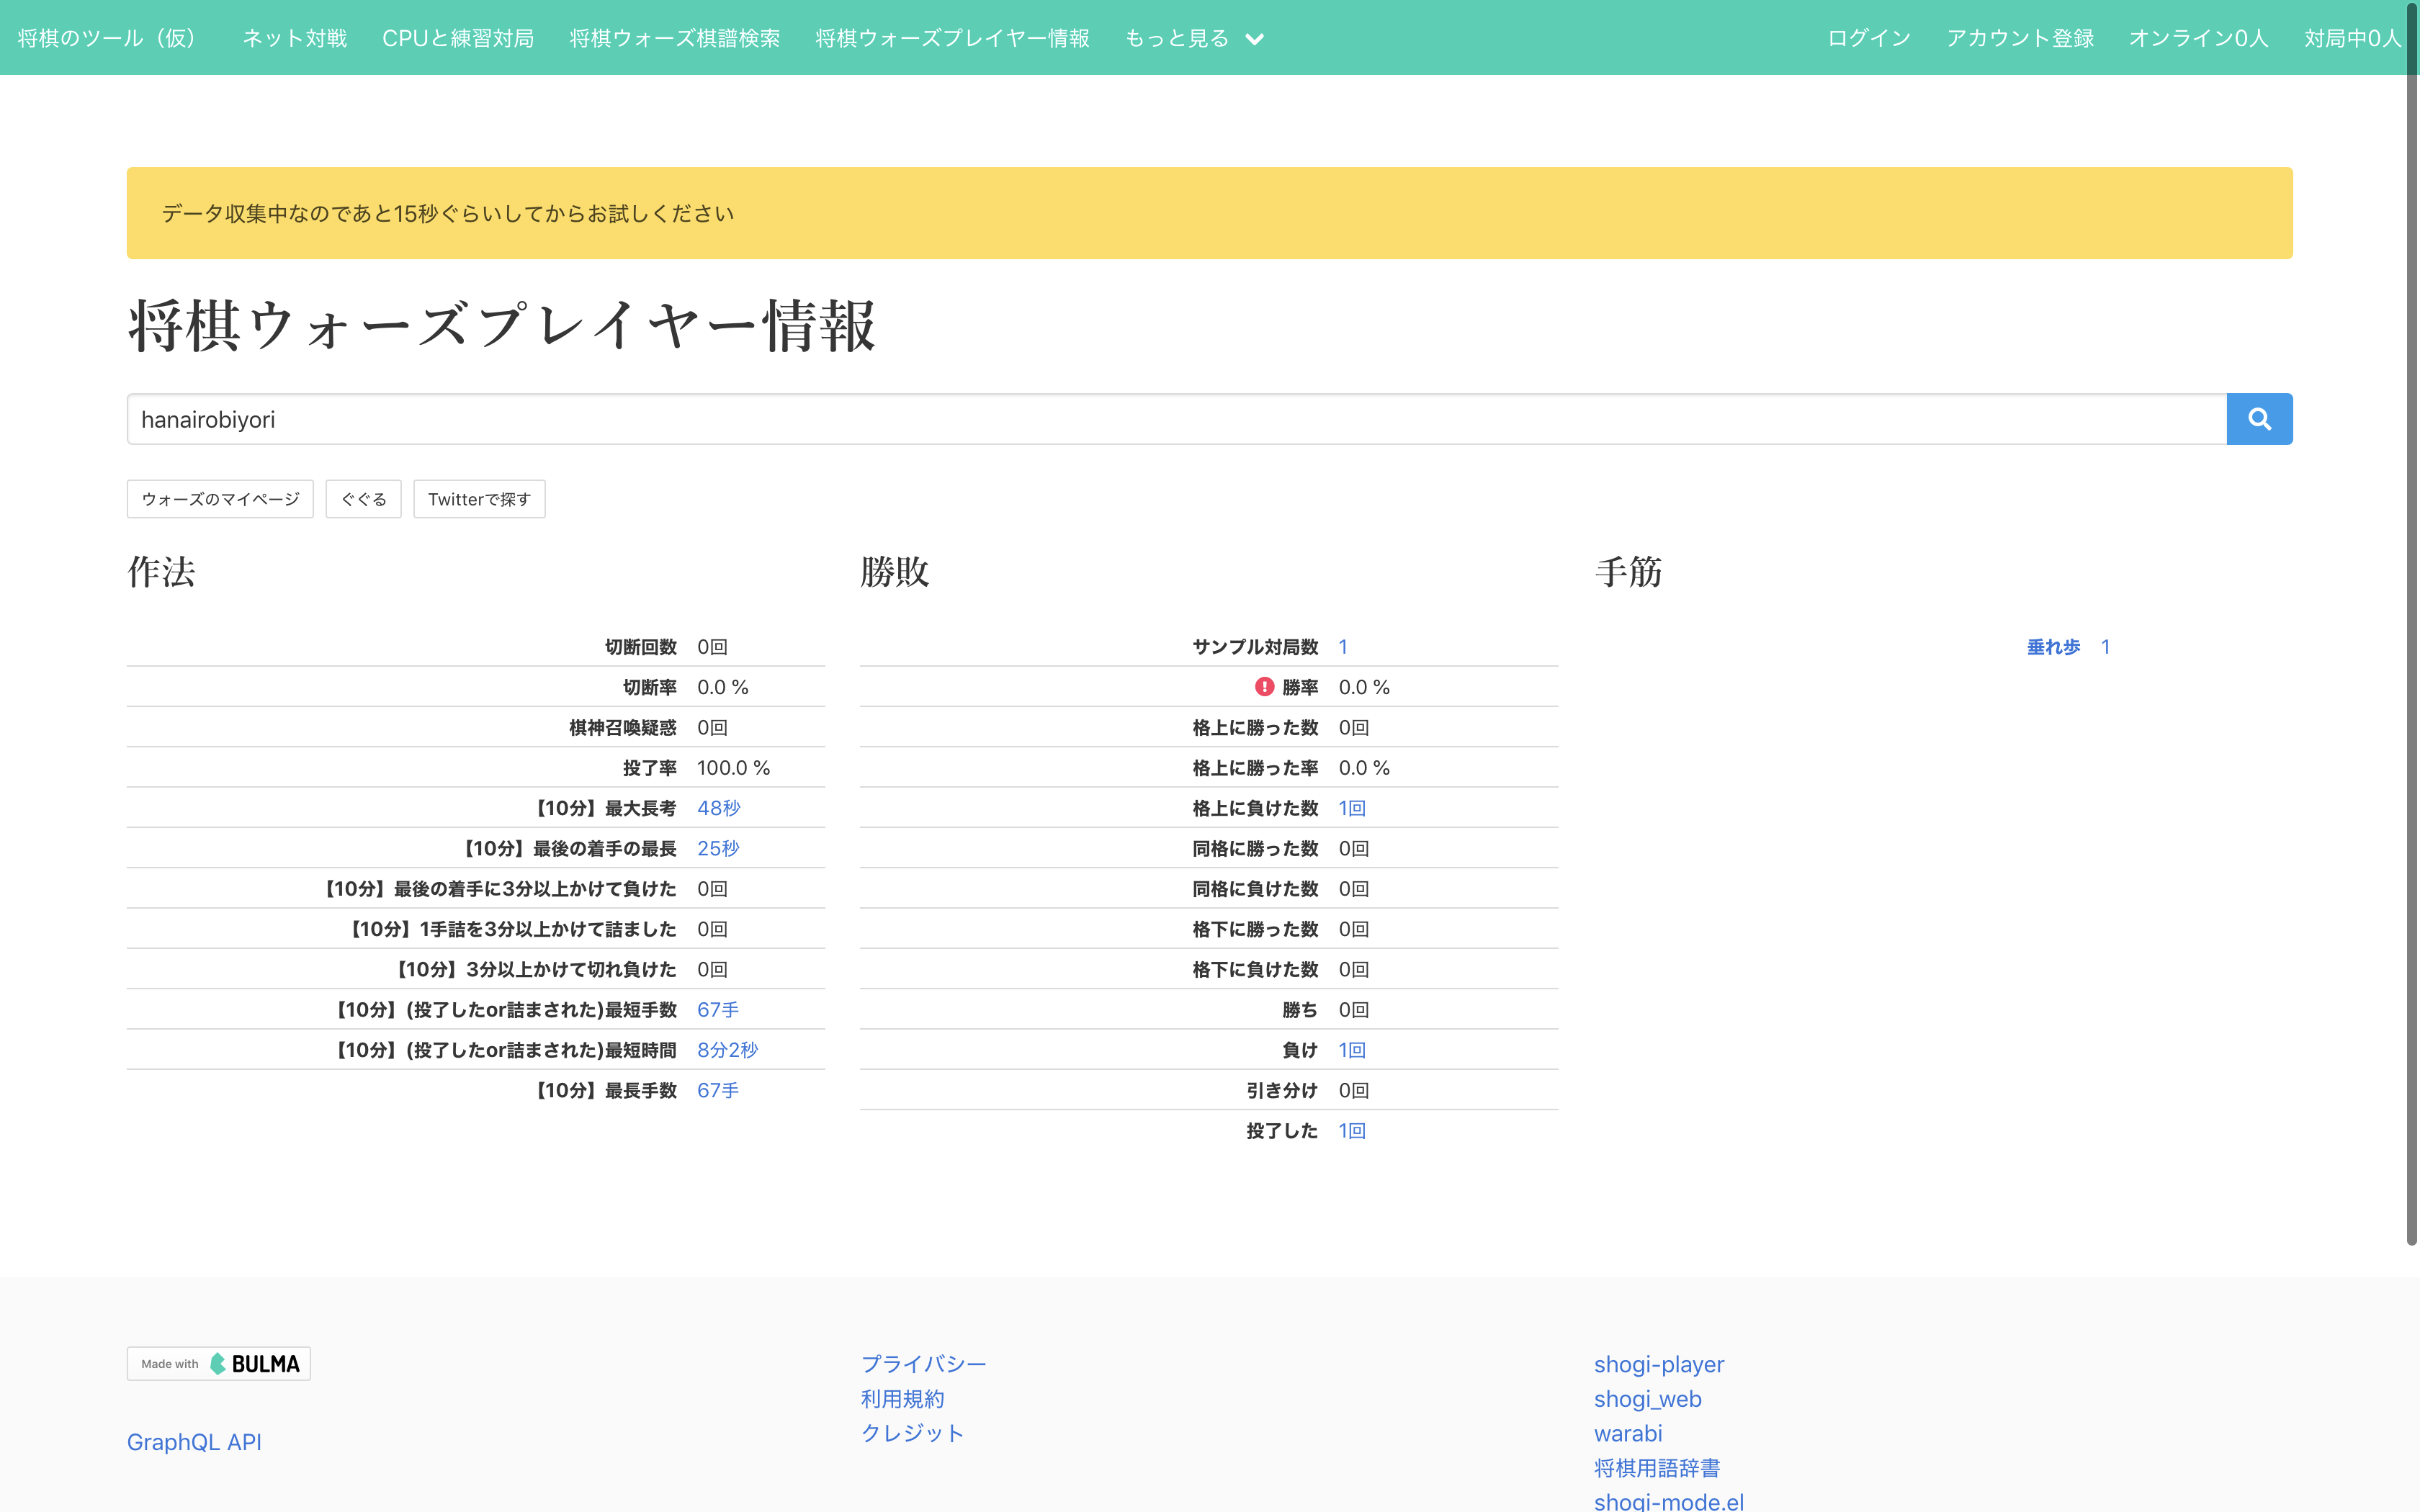 将棋のツール（仮） ネット対戦 CPUと練習対局 将棋ウォーズ棋譜検索 将棋ウォーズプレイヤー情報 もっと見る ログイン アカウント登録 オンライン0人 対局中0人
データ収集中なのであと15秒ぐらいしてからお試しください
将棋ウォーズプレイヤー情報
hanairobiyori
ウォーズのマイページ ぐぐる Twitterで探す
作法
切断回数 0回
切断率 0.0 %
棋神召喚疑惑 0回
投了率 100.0 %
【10分】最大長考 48秒
【10分】最後の着手の最長 25秒
【10分】最後の着手に3分以上かけて負けた 0回
【10分】1手詰を3分以上かけて詰ました 0回
【10分】3分以上かけて切れ負けた 0回
【10分】(投了したor詰まされた)最短手数 67手
【10分】(投了したor詰まされた)最短時間 8分2秒
【10分】最長手数 67手
勝敗
サンプル対局数 1
勝率 0.0 %
格上に勝った数 0回
格上に勝った率 0.0 %
格上に負けた数 1回
同格に勝った数 0回
同格に負けた数 0回
格下に勝った数 0回
格下に負けた数 0回
勝ち 0回
負け 1回
引き分け 0回
投了した 1回
手筋
垂れ歩 1
Made with BULMA
GraphQL API
プライバシー
利用規約
クレジット
shogi-player
shogi_web
warabi
将棋用語辞書
shogi-mode.el